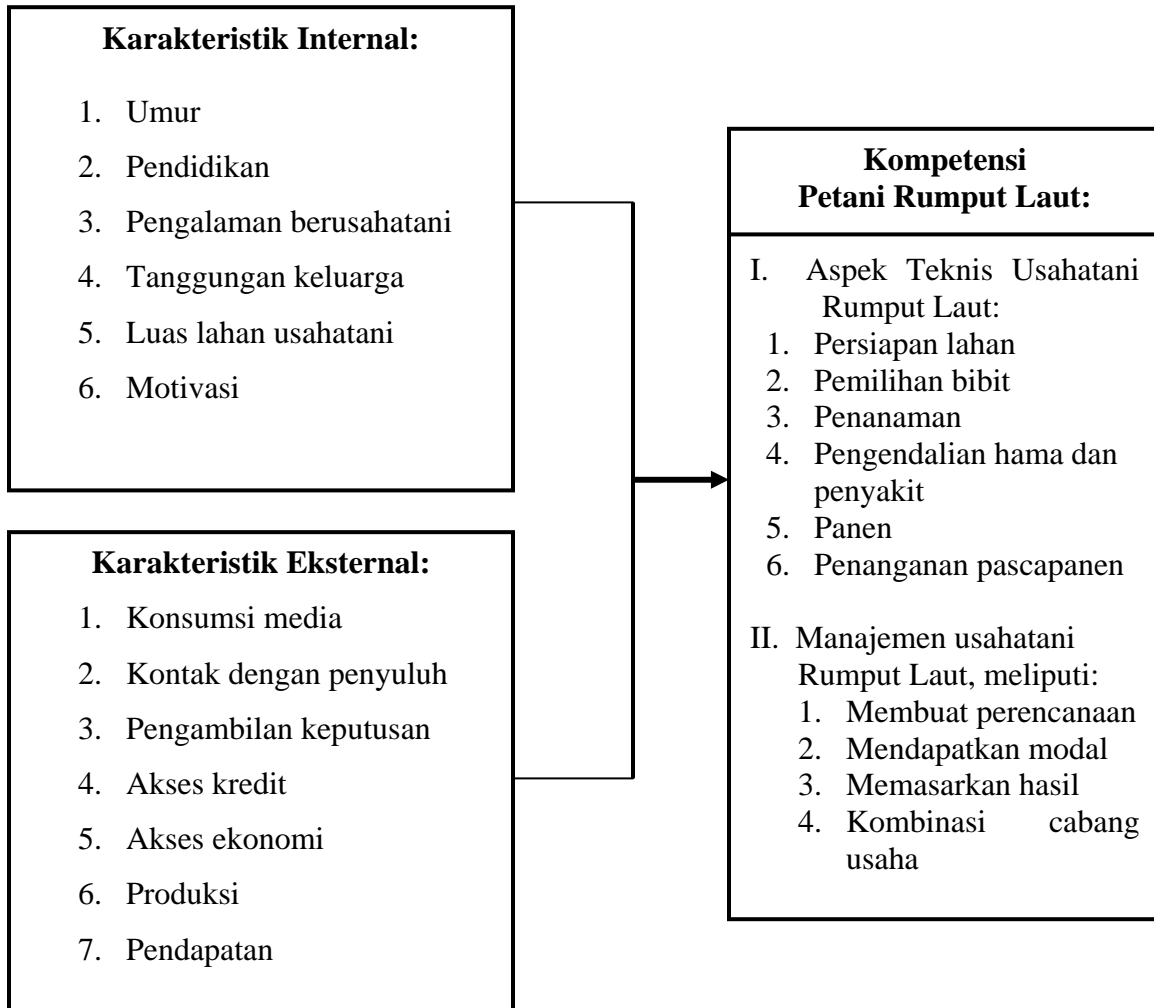 Karakteristik Internal:
1. Umur
2. Pendidikan
3. Pengalaman berusahatani
4. Tanggungan keluarga
5. Luas lahan usahatani
6. Motivasi
Karakteristik Eksternal:
1. Konsumsi media
2. Kontak dengan penyuluh
3. Pengambilan keputusan
4. Akses kredit
5. Akses ekonomi
6. Produksi
7. Pendapatan
Kompetensi
Petani Rumput Laut:
I. Aspek Teknis Usahatani
Rumput Laut:
1. Persiapan lahan
2. Pemilihan bibit
3. Penanaman
4. Pengendalian hama dan
penyakit
5. Panen
6. Penanganan pascapanen
II. Manajemen usahatani
Rumput Laut, meliputi:
1. Membuat perencanaan
2. Mendapatkan modal
3. Memasarkan hasil
4. Kombinasi cabang
usaha